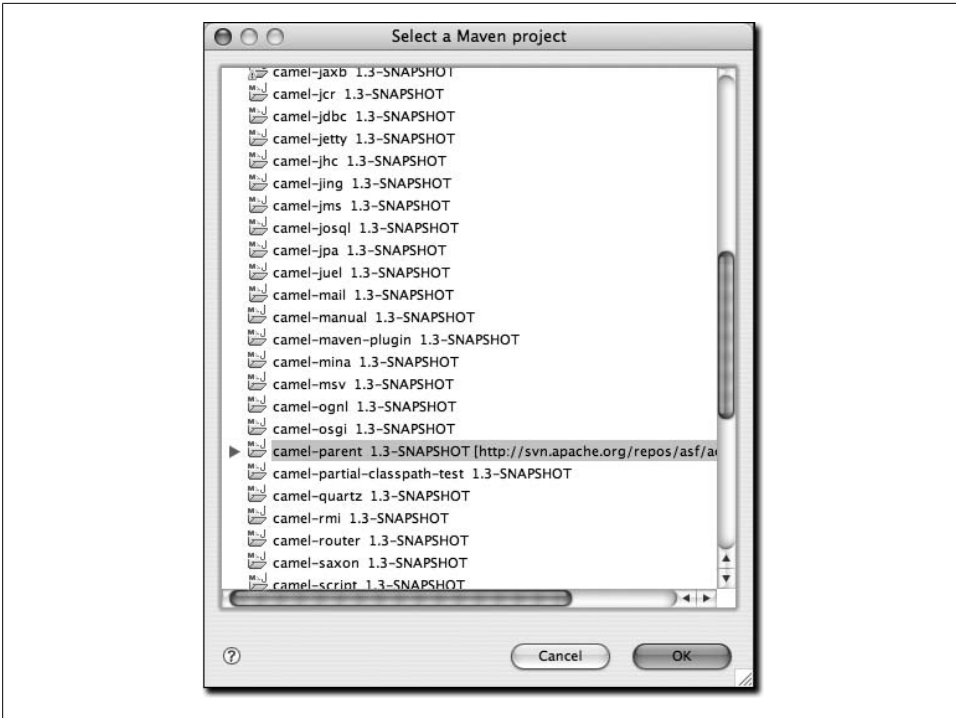 Select a Maven project
camel-jaxb 1.3-SNAPSHOT
camel-jcr 1.3-SNAPSHOT
camel-jdbc 1.3-SNAPSHOT
camel-jetty 1.3-SNAPSHOT
camel-jhc 1.3-SNAPSHOT
camel-jing 1.3-SNAPSHOT
camel-jms 1.3-SNAPSHOT
camel-josql 1.3-SNAPSHOT
camel-jpa 1.3-SNAPSHOT
camel-juel 1.3-SNAPSHOT
camel-mail 1.3-SNAPSHOT
camel-manual 1.3-SNAPSHOT
camel-maven-plugin 1.3-SNAPSHOT
camel-mina 1.3-SNAPSHOT
camel-msv 1.3-SNAPSHOT
camel-ognl 1.3-SNAPSHOT
camel-osgi 1.3-SNAPSHOT
camel-parent 1.3-SNAPSHOT [http://svn.apache.org/repos/asf/a
camel-partial-classpath-test 1.3-SNAPSHOT
camel-quartz 1.3-SNAPSHOT
camel-rmi 1.3-SNAPSHOT
camel-router 1.3-SNAPSHOT
camel-saxon 1.3-SNAPSHOT
camel-script 1.3-SNAPSHOT
? Cancel OK